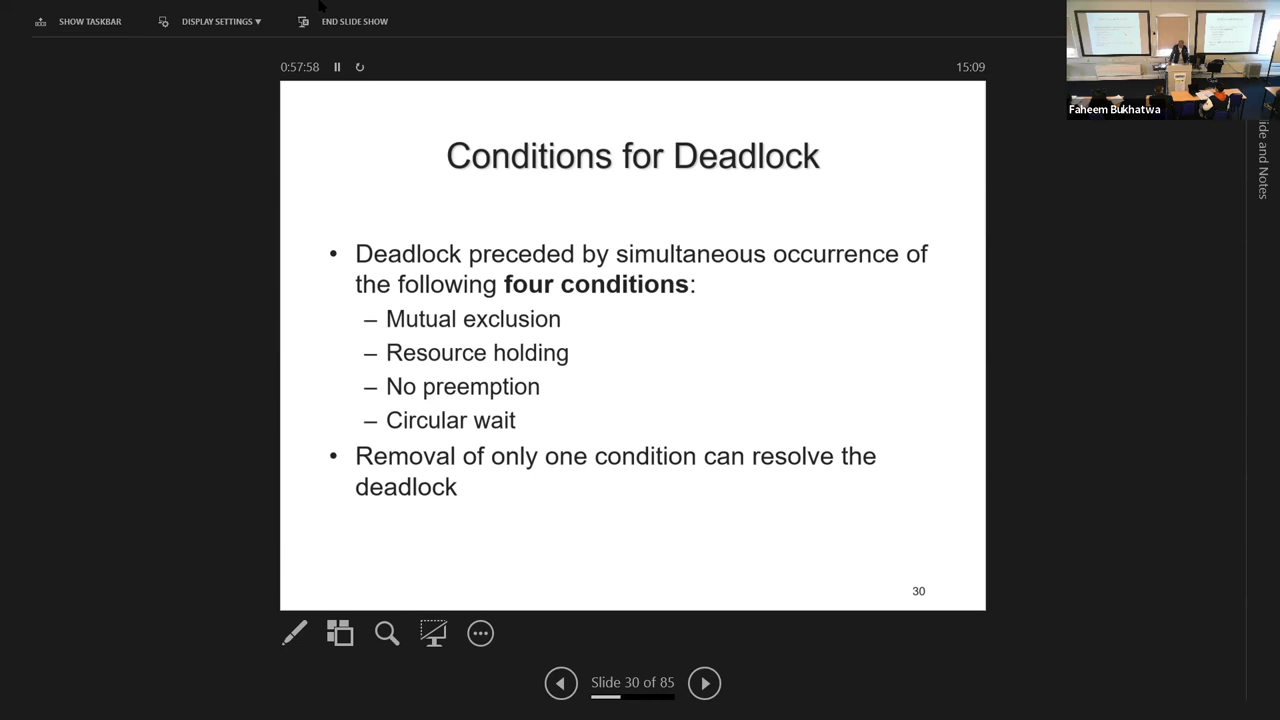 SHOW TASKBAR
DISPLAY SETTINGS ▼
END SLIDE SHOW
0:57:58
15:09
Faheem Bukhatwa
Conditions for Deadlock
• Deadlock preceded by simultaneous occurrence of
the following four conditions:
– Mutual exclusion
– Resource holding
– No preemption
– Circular wait
• Removal of only one condition can resolve the
deadlock
30
Slide 30 of 85
lide and Notes